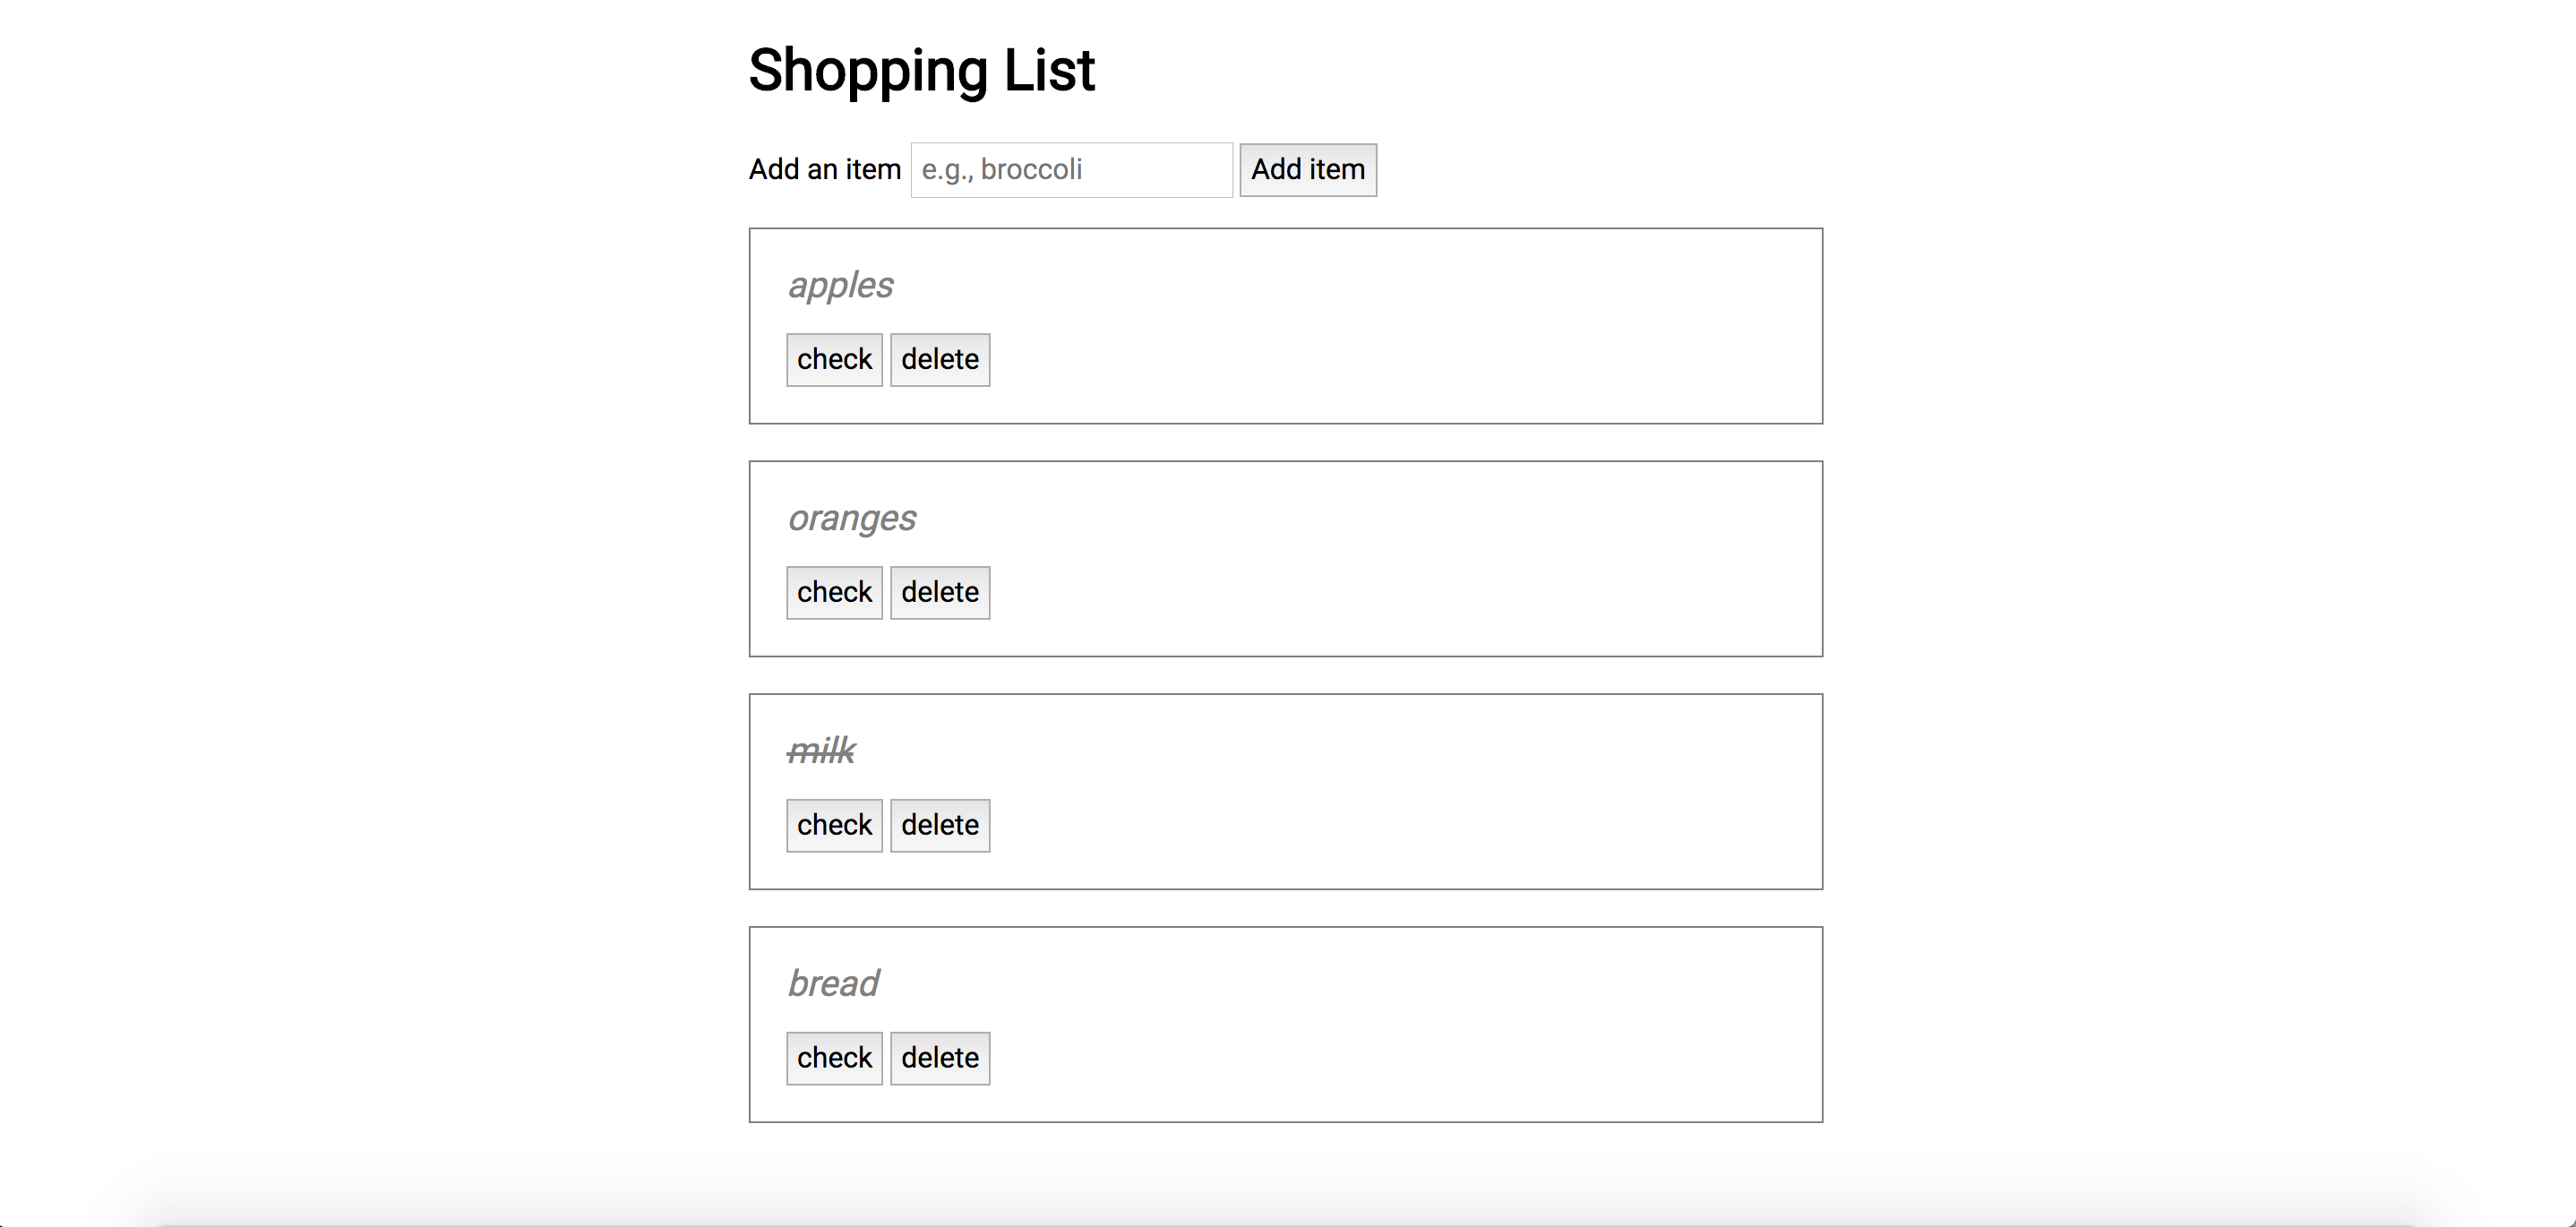 Shopping List
Add an item e.g., broccoli Add item
apples
check delete
oranges
check delete
milk
check delete
bread
check delete